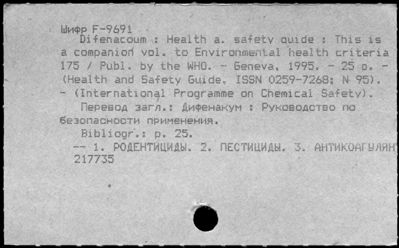 Шифр F-9691
Difenacoum : Health a. safety guide : This is
a companion vol. to Environmental health criteria
175 / Publ. by the WHO. - Geneva, 1995. - 25 p. -
(Health and Safety Guide, ISSN 0259-7268; N 95).
- (International Programme on Chemical Safety).
Перевод загл.: Дифенакум : Руководство по
безопасности применения.
Bibliogr.: p. 25.
-- 1. РОДЕНТИЦИДЫ. 2. ПЕСТИЦИДЫ. 3. АНТИКОАГУЛЯНТ
217735